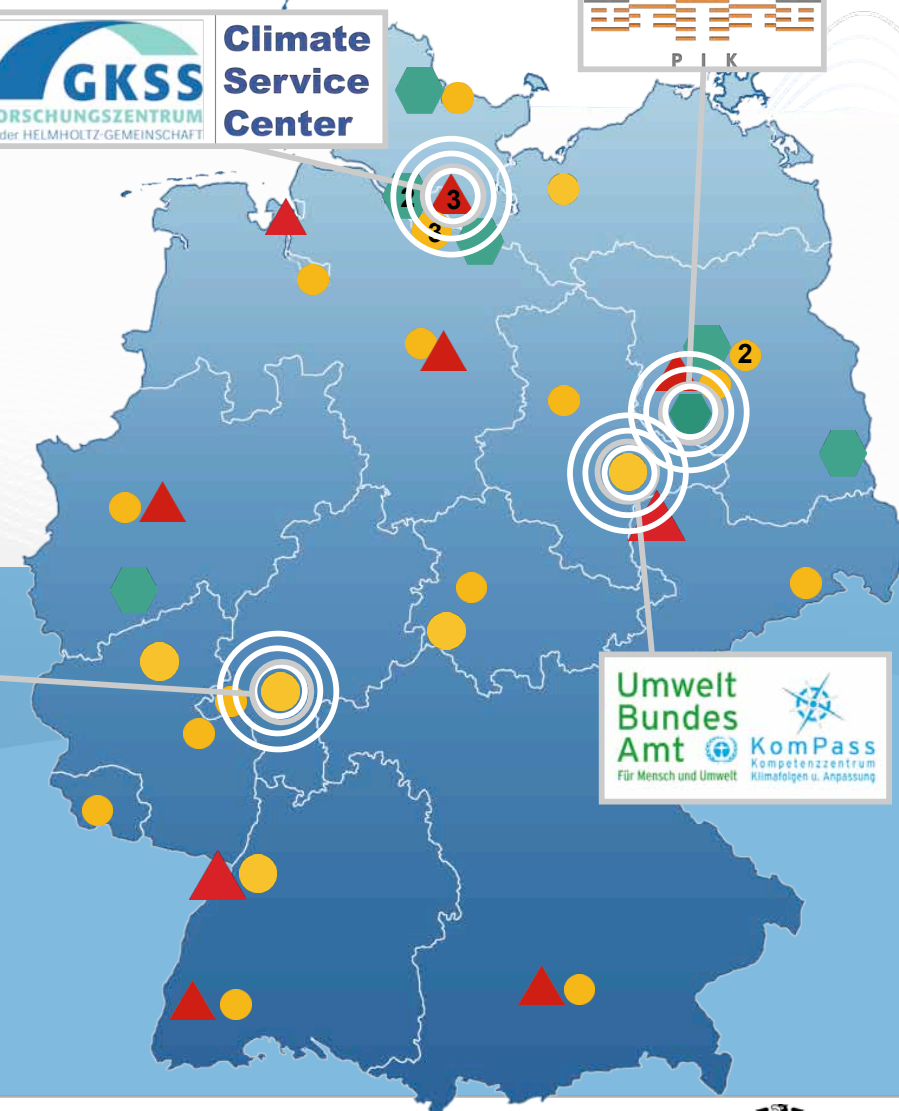 GKSS
FORSCHUNGSZENTRUM
der HELMHOLTZ-GEMEINSCHAFT
Climate
Service
Center
P I K
2
3
3
2
Umwelt
Bundes
Amt
Für Mensch und Umwelt
KomPass
Kompetenzzentrum
Klimafolgen u. Anpassung